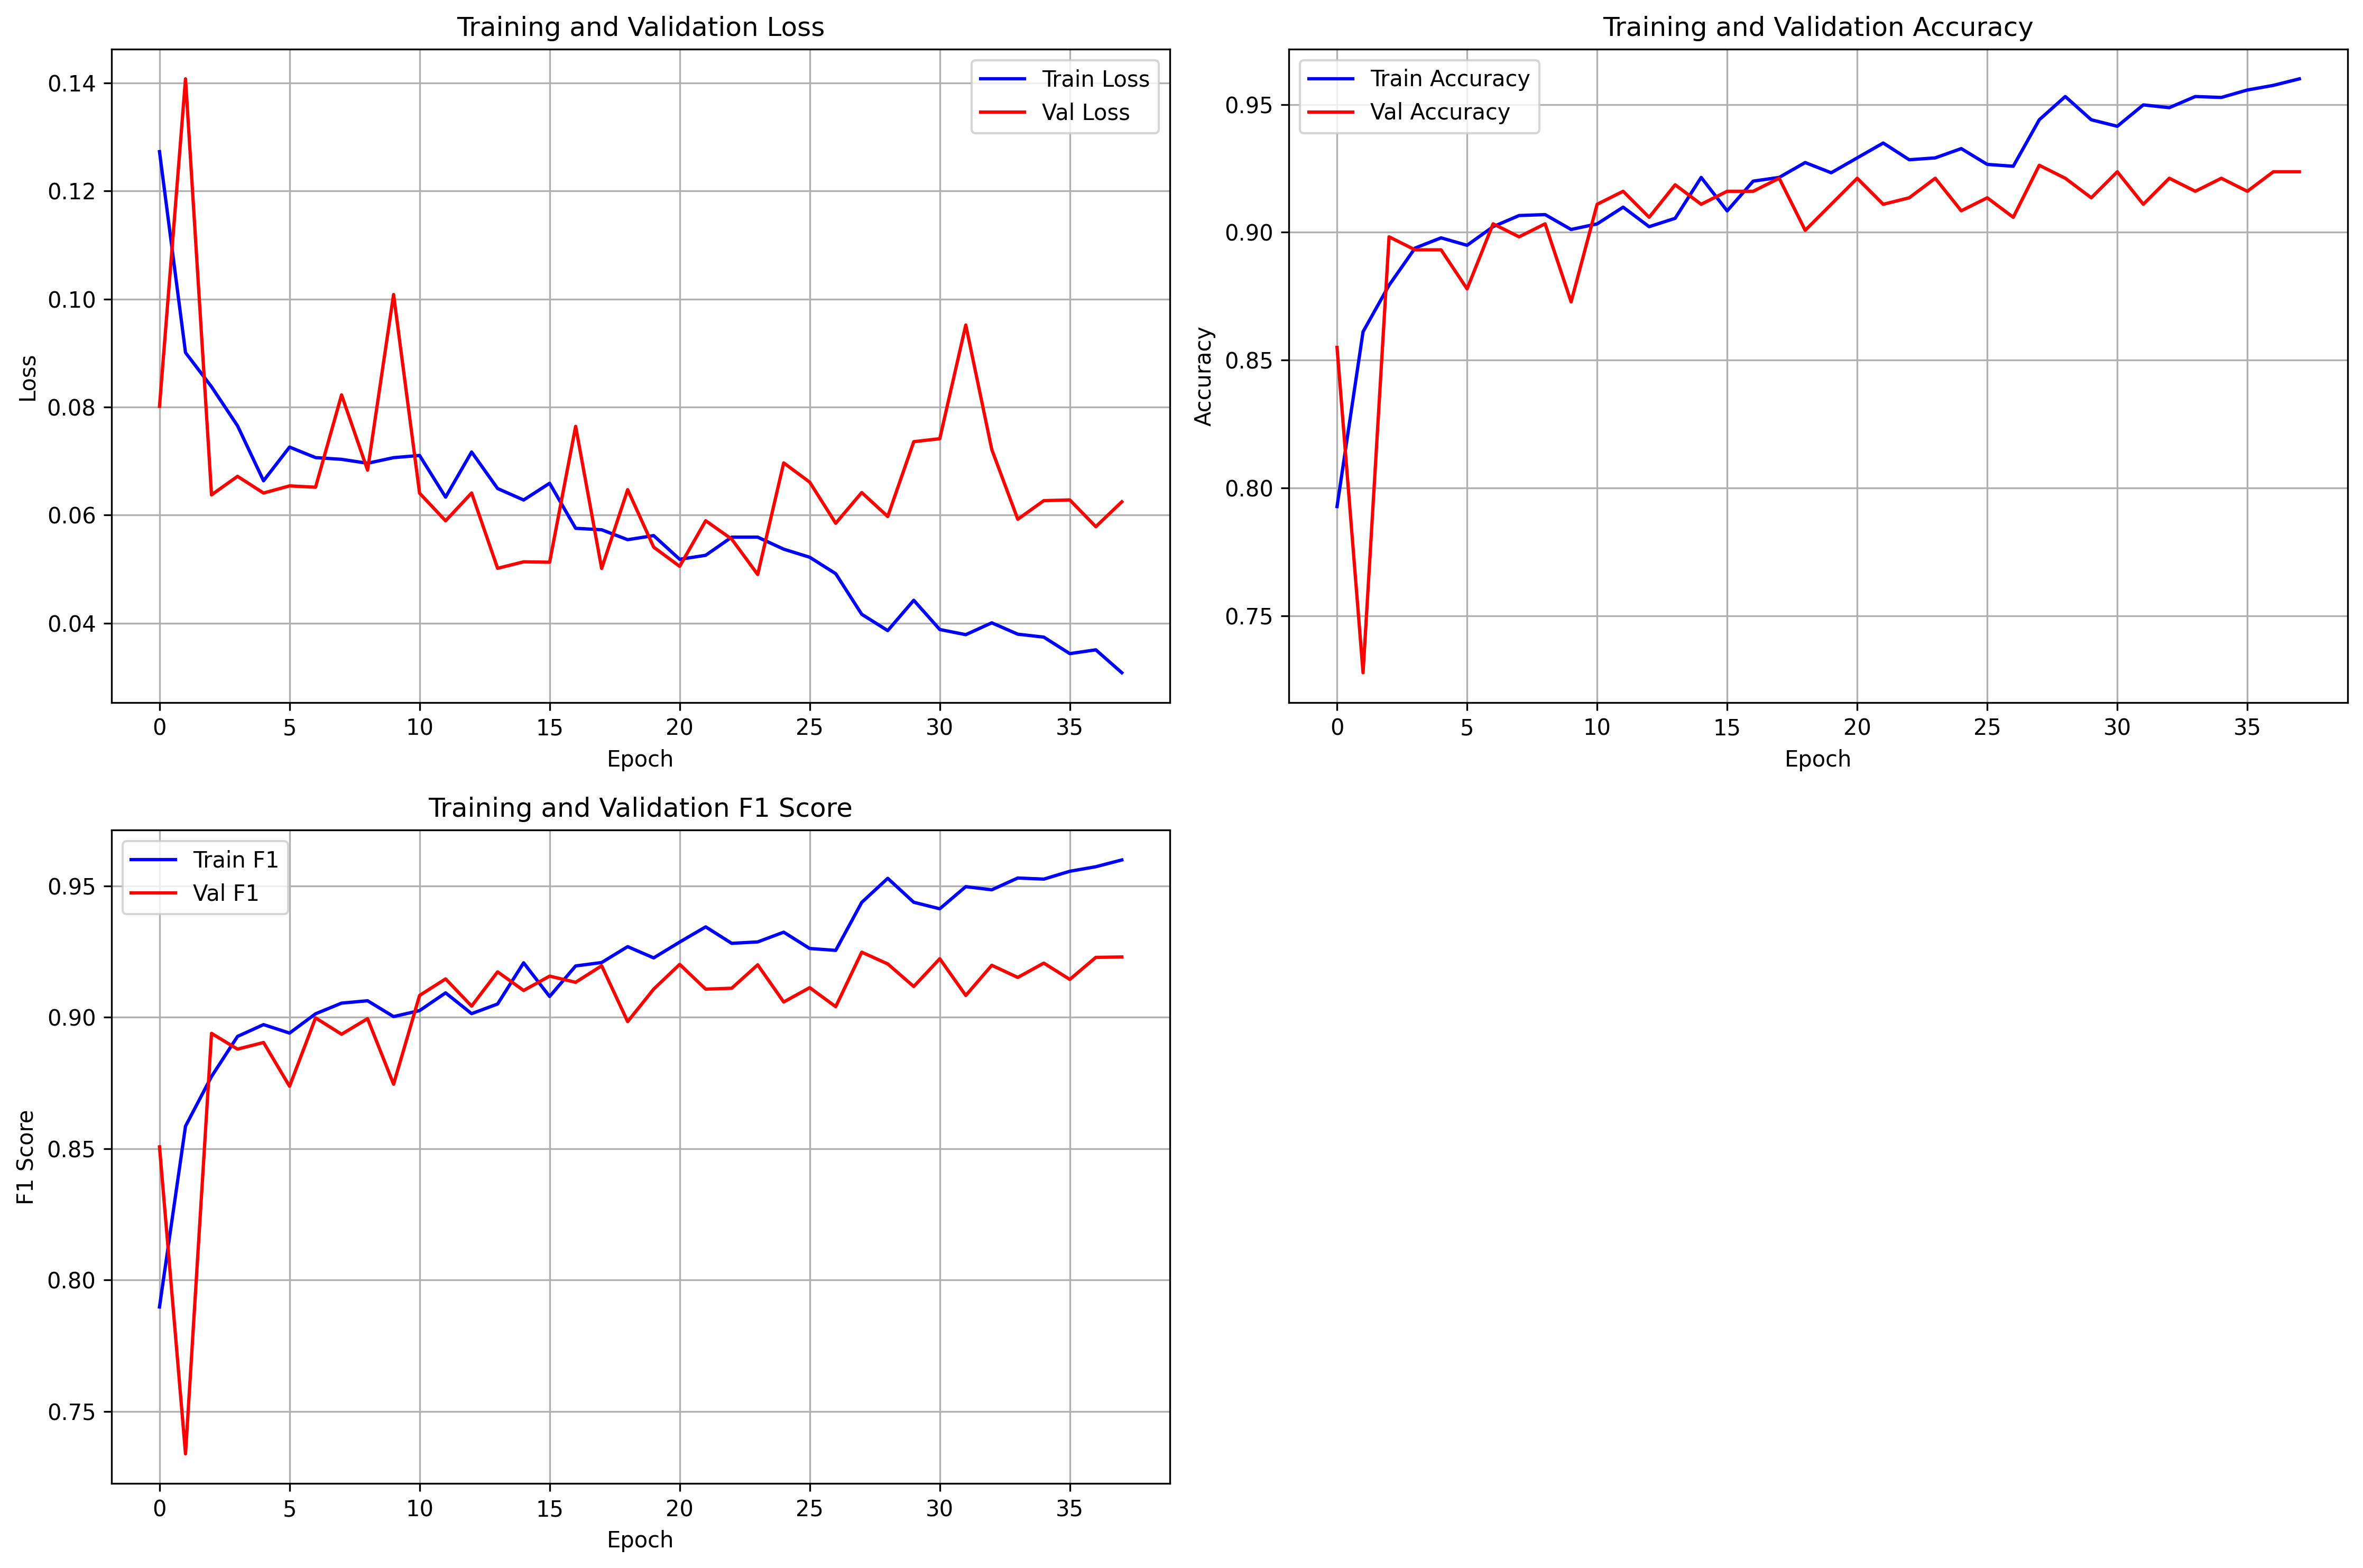 Training and Validation Loss
Train Loss
Val Loss
Loss
0.14
0.12
0.10
0.08
0.06
0.04
0 5 10 15 20 25 30 35
Epoch
Training and Validation Accuracy
Train Accuracy
Val Accuracy
Accuracy
0.95
0.90
0.85
0.80
0.75
0 5 10 15 20 25 30 35
Epoch
Training and Validation F1 Score
Train F1
Val F1
F1 Score
0.95
0.90
0.85
0.80
0.75
0 5 10 15 20 25 30 35
Epoch